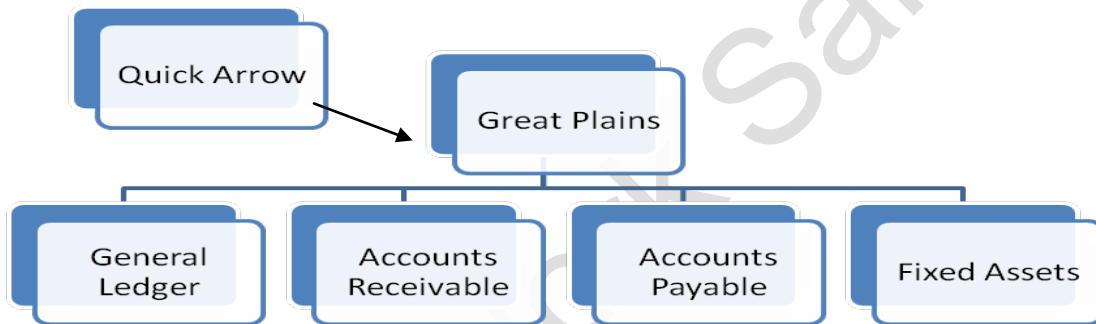 Quick Arrow
Great Plains
General
Ledger
Accounts
Receivable
Accounts
Payable
Fixed Assets